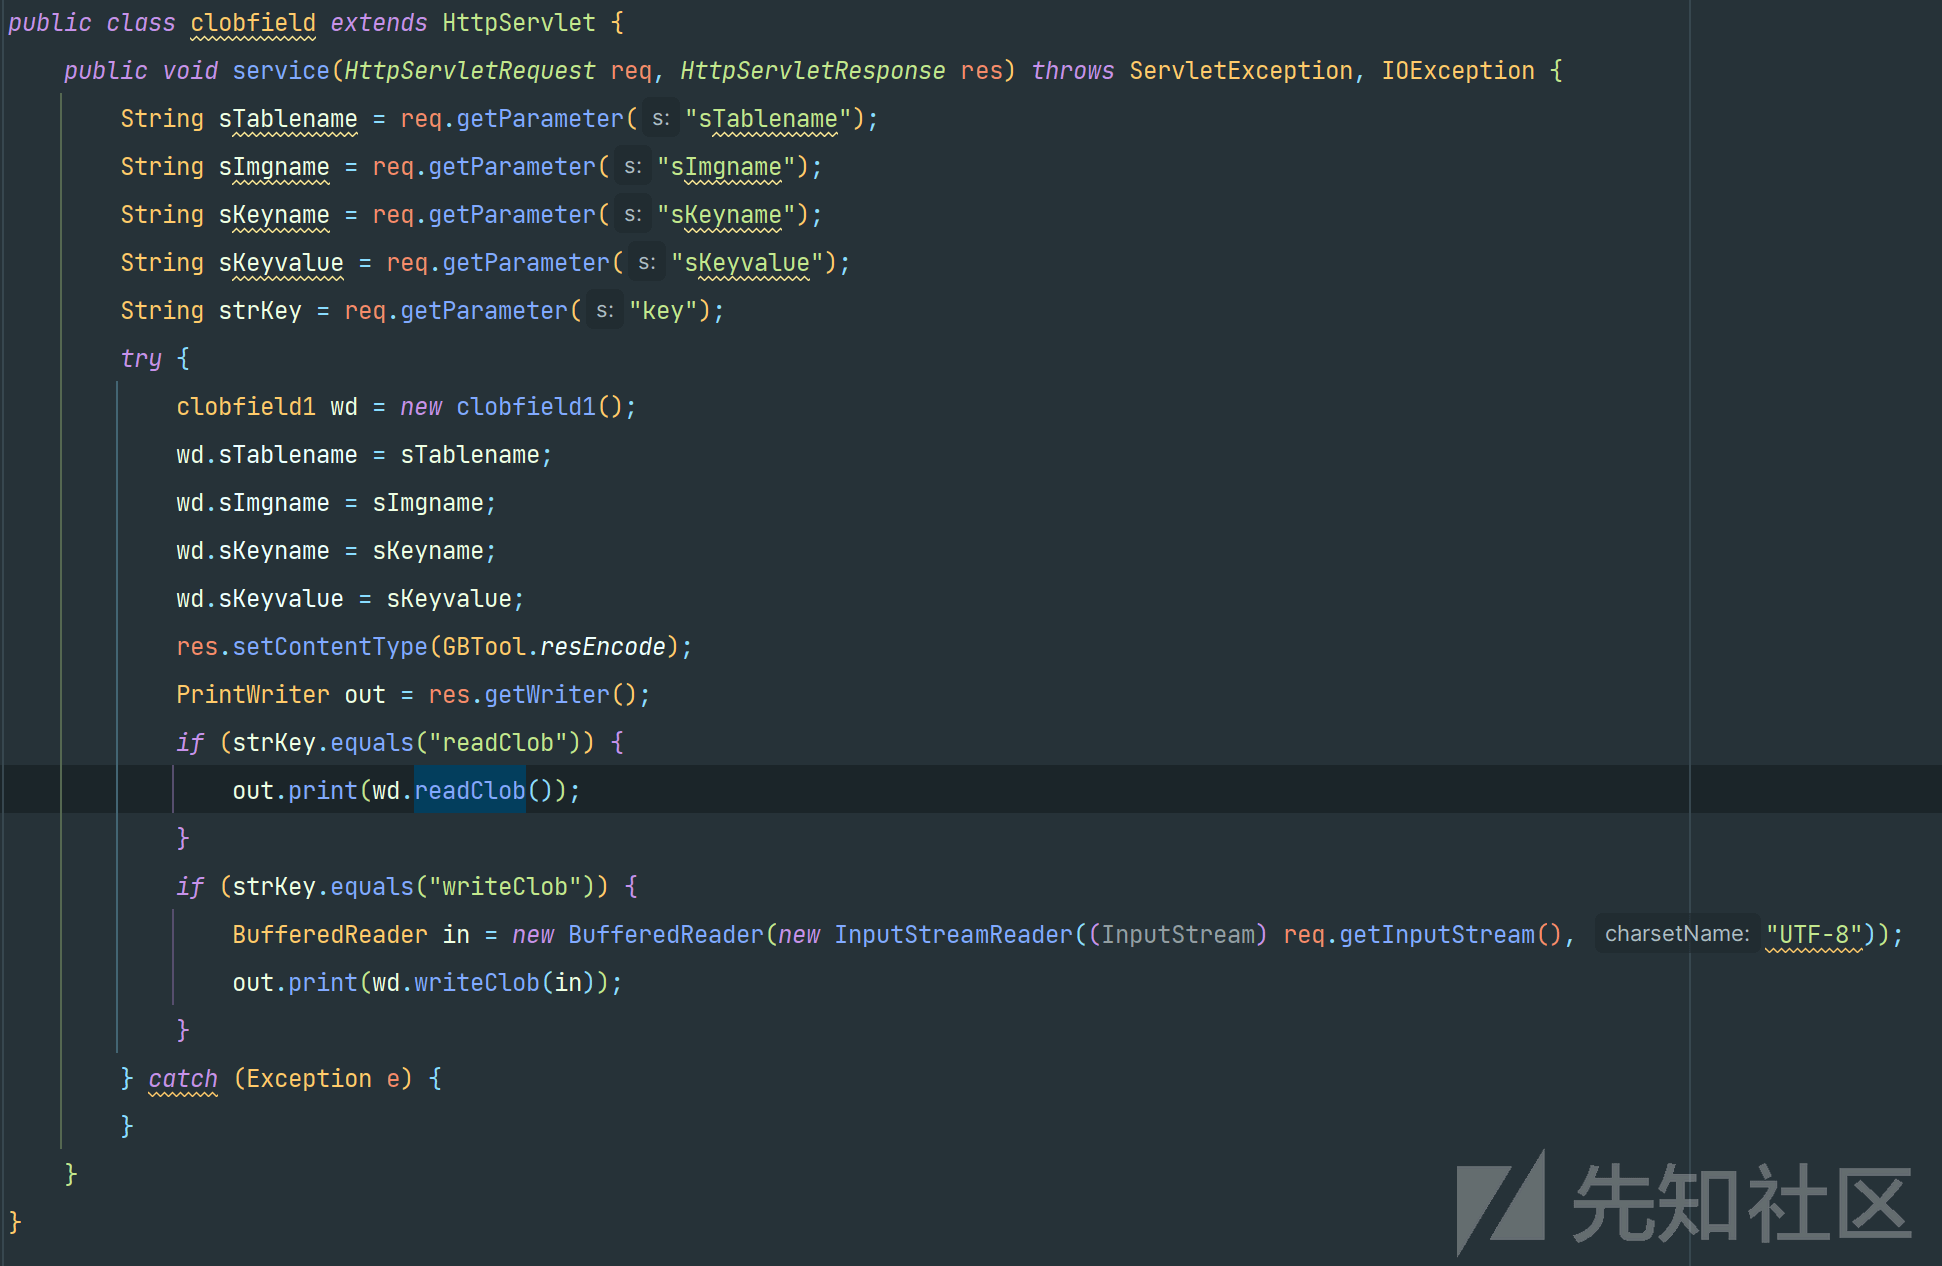 public class clobfield extends HttpServlet {
    public void service(HttpServletRequest req, HttpServletResponse res) throws ServletException, IOException {
        String sTablename = req.getParameter( s: "sTablename");
        String sImgname = req.getParameter( s: "sImgname");
        String sKeyname = req.getParameter( s: "sKeyname");
        String sKeyvalue = req.getParameter( s: "sKeyvalue");
        String strKey = req.getParameter( s: "key");
        try {
            clobfield1 wd = new clobfield1();
            wd.sTablename = sTablename;
            wd.sImgname = sImgname;
            wd.sKeyname = sKeyname;
            wd.sKeyvalue = sKeyvalue;
            res.setContentType(GBTool.resEncode);
            PrintWriter out = res.getWriter();
            if (strKey.equals("readClob")) {
                out.print(wd.readClob());
            }
            if (strKey.equals("writeClob")) {
                BufferedReader in = new BufferedReader(new InputStreamReader((InputStream) req.getInputStream(), charsetName: "UTF-8"));
                out.print(wd.writeClob(in));
            }
        } catch (Exception e) {
        }
    }
}
先知社区